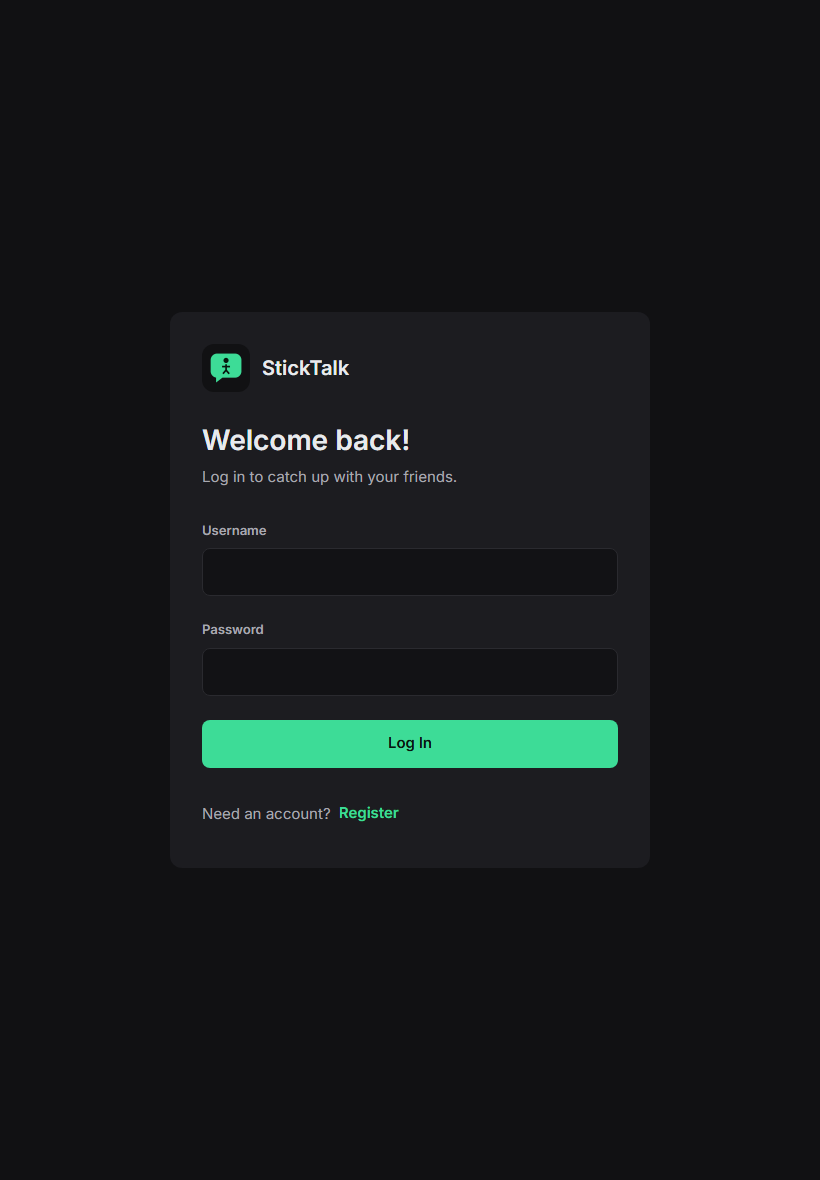 StickTalk
Welcome back!
Log in to catch up with your friends.
Username
Password
Log In
Need an account? Register